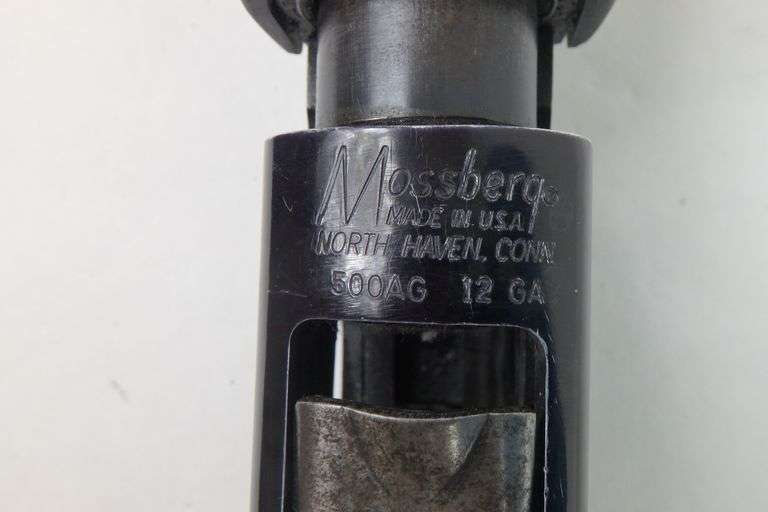 Mossberg®
MADE IN U.S.A.
NORTH HAVEN, CONN.
500AG 12 GA